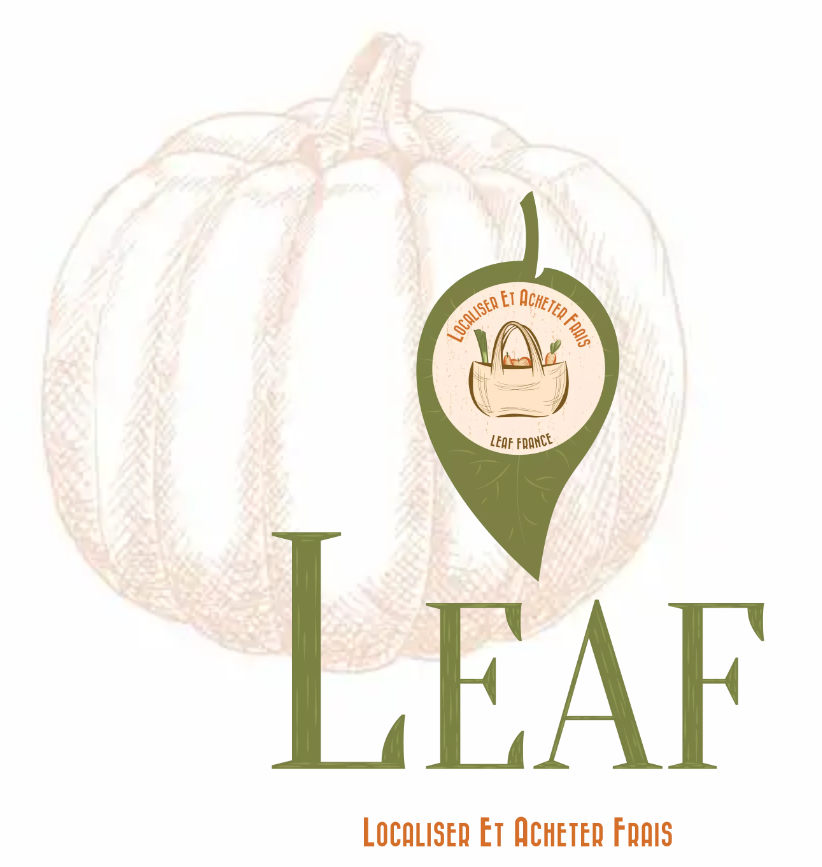 Localiser Et Acheter Frais
LEAF FRANCE
LEAF
Localiser Et Acheter Frais